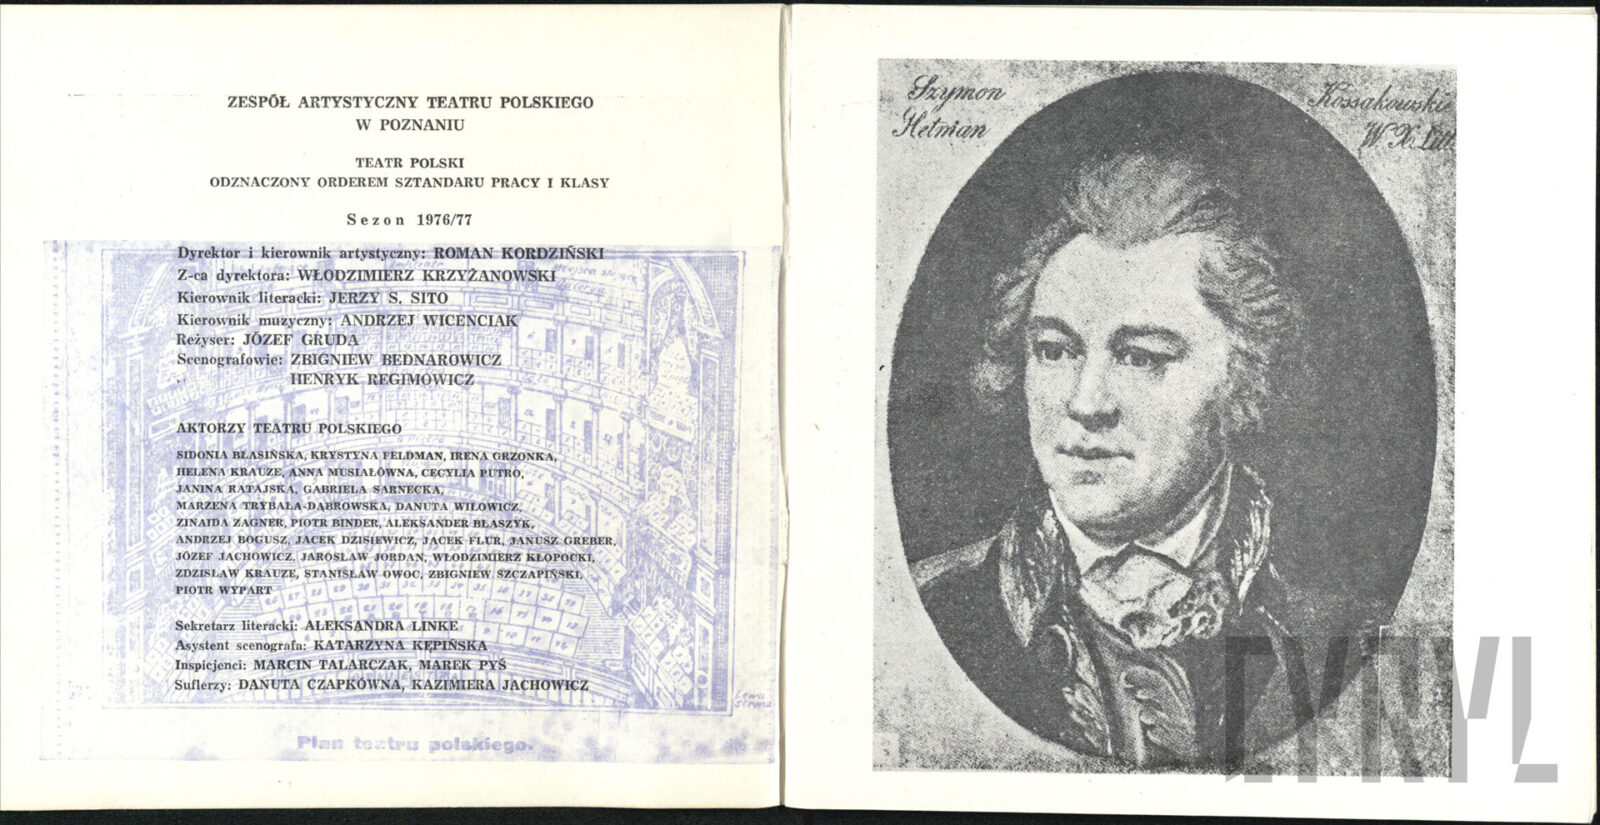 ZESPÓŁ ARTYSTYCZNY TEATRU POLSKIEGO
W POZNANIU
TEATR POLSKI
ODZNACZONY ORDEREM SZTANDARU PRACY I KLASY
Sezon 1976/77
Dyrektor i kierownik artystyczny: ROMAN KORDZIŃSKI
Z-ca dyrektora: WŁODZIMIERZ KRZYŻANOWSKI
Kierownik literacki: JERZY S. SITO
Kierownik muzyczny: ANDRZEJ WICENCIAK
Reżyser: JÓZEF GRUDA
Scenografowie: ZBIGNIEW BEDNAROWICZ
HENRYK REGIMOWICZ
AKTORZY TEATRU POLSKIEGO
SIDONIA BŁASIŃSKA, KRYSTYNA FELDMAN, IRENA GRZONKA,
HELENA KRAUZE, ANNA MUSIAŁÓWNA, CECYLIA PUTRO,
JANINA RATAJSKA, GABRIELA SARNECKA,
MARZENA TRYBAŁA-DĄBROWSKA, DANUTA WIŁOWICZ,
ZINAIDA ZAGNER, PIOTR BINDER, ALEKSANDER BŁASZYK,
ANDRZEJ BOGUSZ, JACEK DZISIEWICZ, JACEK FLUR, JANUSZ GREBER,
JÓZEF JACHOWICZ, JAROSŁAW JORDAN, WŁODZIMIERZ KŁOPOCKI,
ZDZISŁAW KRAUZE, STANISŁAW OWOC, ZBIGNIEW SZCZAPIŃSKI,
PIOTR WYPART
Sekretarz literacki: ALEKSANDRA LINKE
Asystent scenografa: KATARZYNA KĘPIŃSKA
Inspicjenci: MARCIN TALARCZAK, MAREK PYŚ
Suflerzy: DANUTA CZAPKÓWNA, KAZIMIERA JACHOWICZ
Lewa
strona
Plan teatru polskiego.
Szymon Kossakowski
Hetman W X Litt
CYRYL